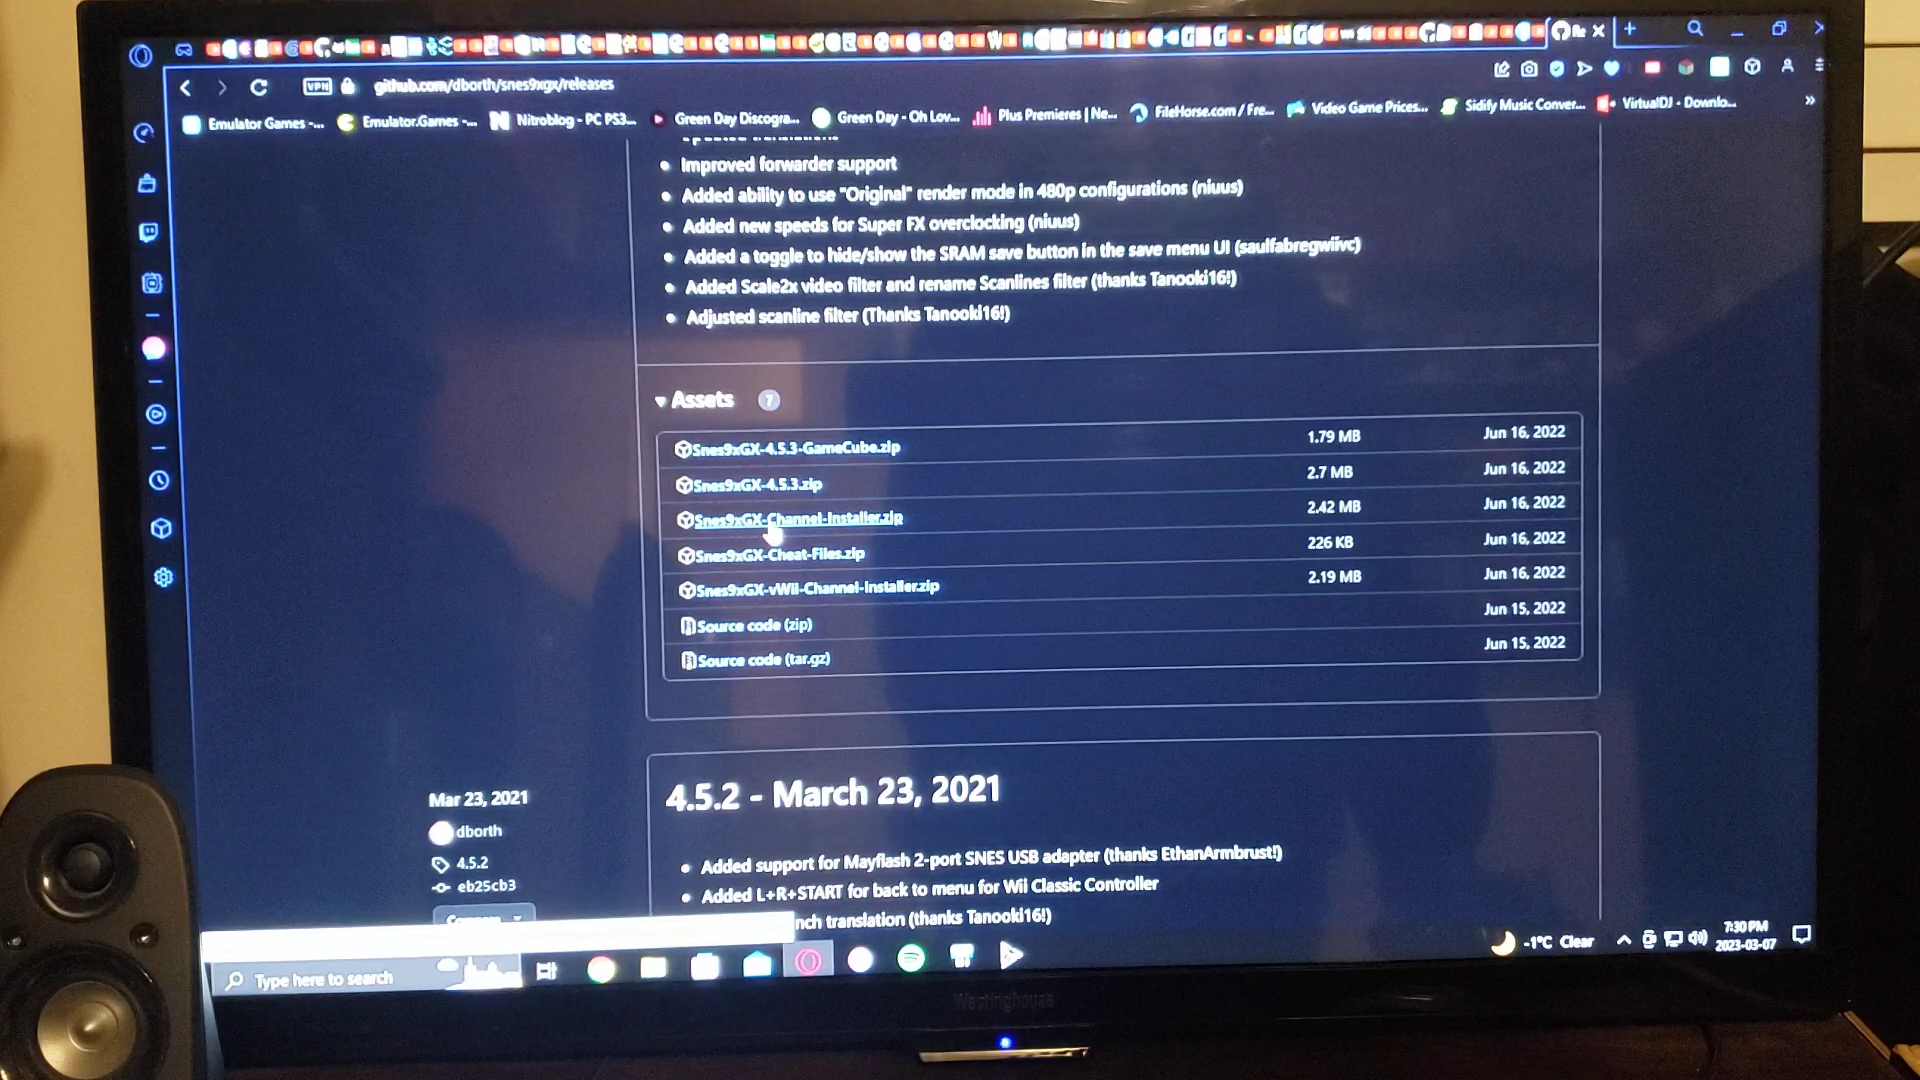 github.com/dborth/snes9xgx/releases
VPN
Emulator Games -...
Emulator.Games -...
Nitroblog - PC PS3...
Green Day Discogra...
Green Day - Oh Lov...
Plus Premieres | Ne...
FileHorse.com / Fre...
Video Game Prices...
Sidify Music Conver...
VirtualDJ - Downlo...
Improved forwarder support
Added ability to use "Original" render mode in 480p configurations (niuus)
Added new speeds for Super FX overclocking (niuus)
Added a toggle to hide/show the SRAM save button in the save menu UI (saulfabregwiivc)
Added Scale2x video filter and rename Scanlines filter (thanks Tanooki16!)
Adjusted scanline filter (Thanks Tanooki16!)
Assets 7
Snes9xGX-4.5.3-GameCube.zip 1.79 MB Jun 16, 2022
Snes9xGX-4.5.3.zip 2.7 MB Jun 16, 2022
Snes9xGX-Channel-Installer.zip 2.42 MB Jun 16, 2022
Snes9xGX-Cheat-Files.zip 226 KB Jun 16, 2022
Snes9xGX-vWii-Channel-Installer.zip 2.19 MB Jun 16, 2022
Source code (zip) Jun 15, 2022
Source code (tar.gz) Jun 15, 2022
Mar 23, 2021
dborth
4.5.2
eb25cb3
Compare
4.5.2 - March 23, 2021
Added support for Mayflash 2-port SNES USB adapter (thanks EthanArmbrust!)
Added L+R+START for back to menu for Wii Classic Controller
nch translation (thanks Tanooki16!)
Type here to search
-1°C Clear
7:30 PM
2023-03-07
Westinghouse